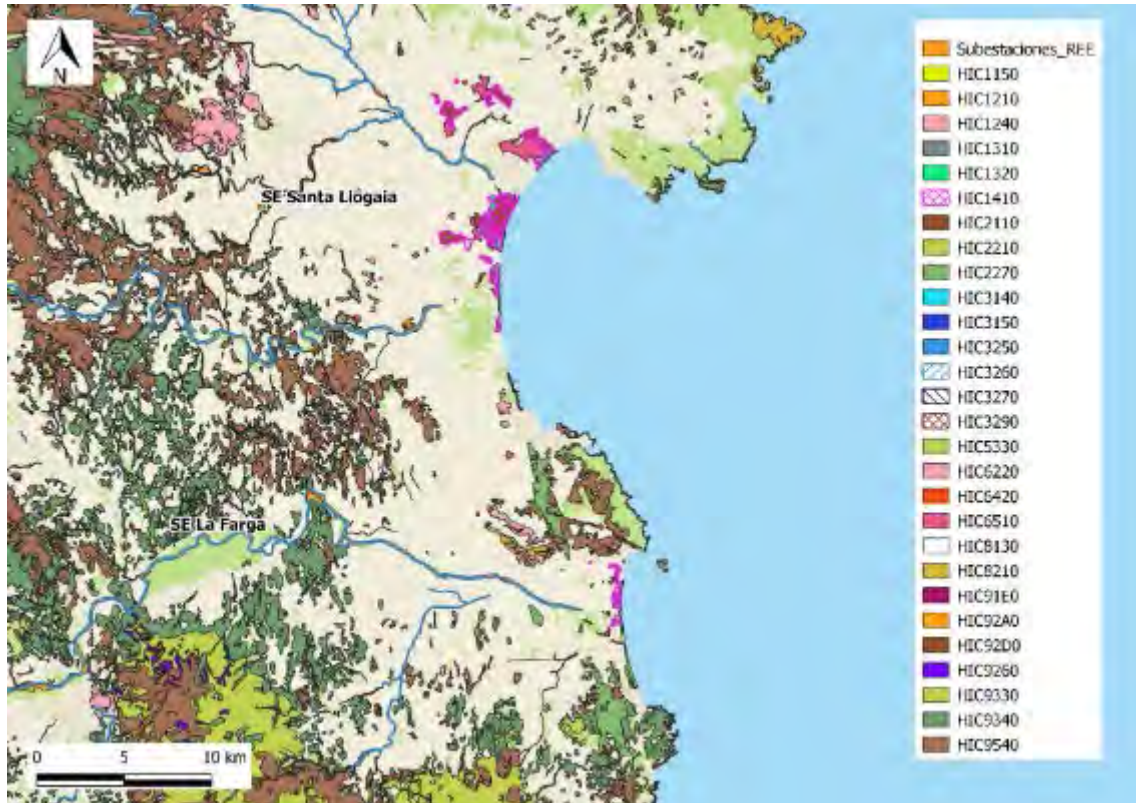 N
SE Santa Llogaia
SE La Farga
0 5 10 km
Subestaciones_REE
HIC1150
HIC1210
HIC1240
HIC1310
HIC1320
HIC1410
HIC2110
HIC2210
HIC2270
HIC3140
HIC3150
HIC3250
HIC3260
HIC3270
HIC3290
HIC5330
HIC6220
HIC6420
HIC6510
HIC8130
HIC8210
HIC91E0
HIC92A0
HIC92D0
HIC9260
HIC9330
HIC9340
HIC9540